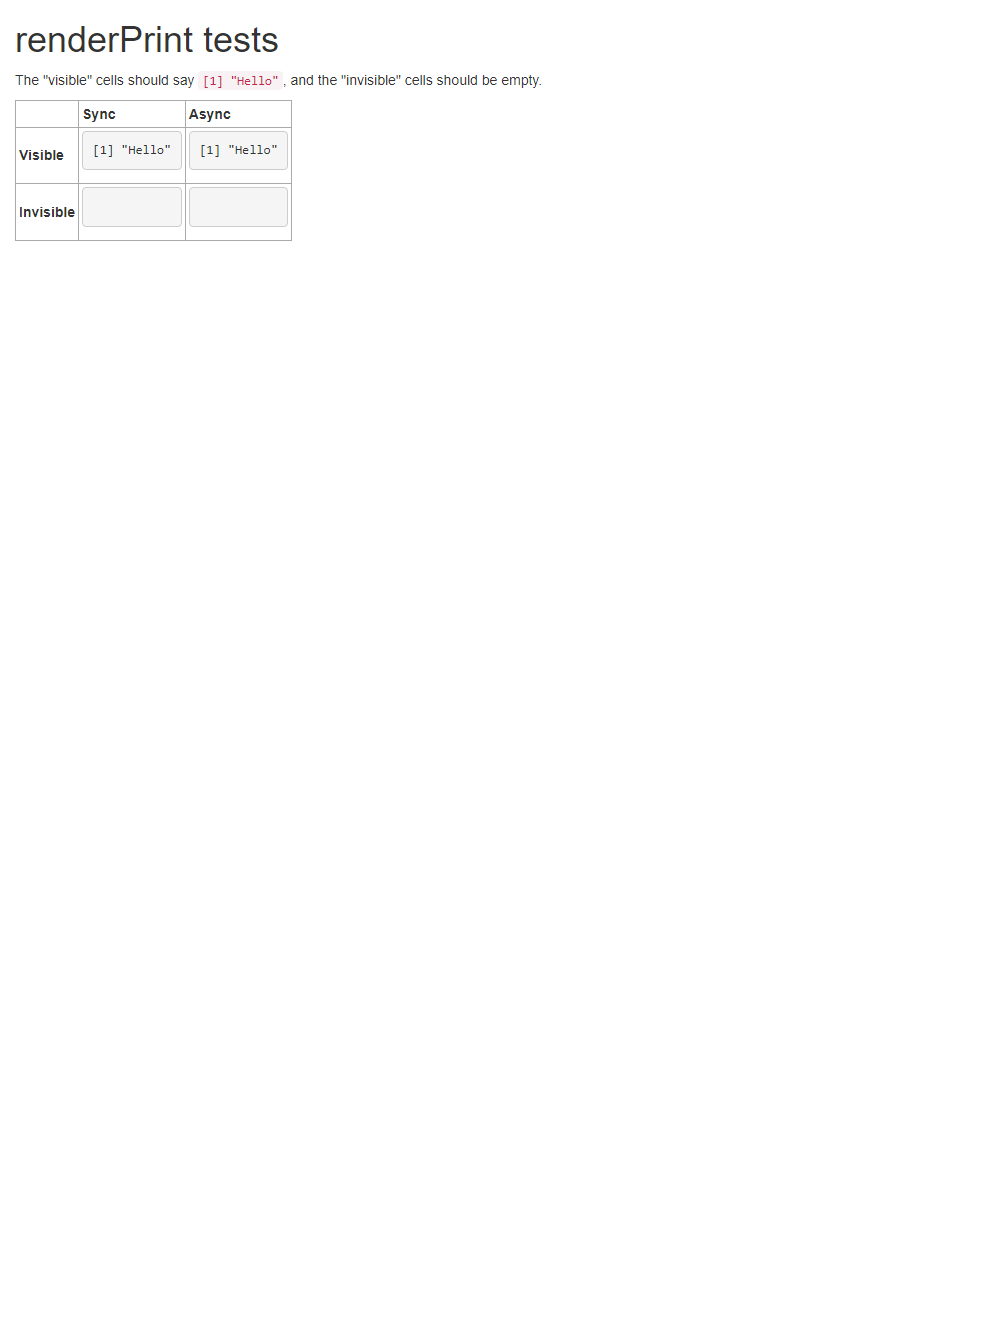 renderPrint tests
The "visible" cells should say [1] "Hello" , and the "invisible" cells should be empty.
Sync Async
Visible [1] "Hello" [1] "Hello"
Invisible